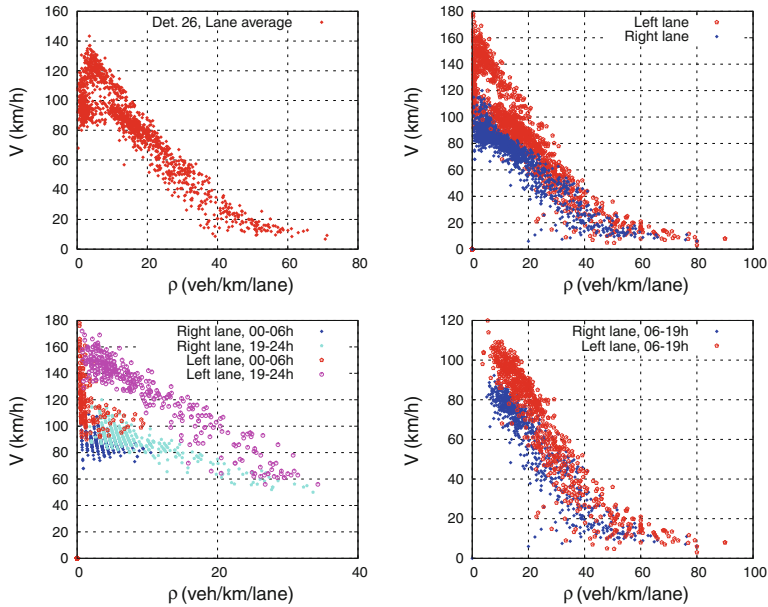 160
140
120
100
80
60
40
20
0
V (km/h)
Det. 26, Lane average
0 20 40 60 80
ρ (veh/km/lane)
180
160
140
120
100
80
60
40
20
0
V (km/h)
Left lane
Right lane
0 20 40 60 80 100
ρ (veh/km/lane)
180
160
140
120
100
80
60
40
20
0
V (km/h)
Right lane, 00-06h
Right lane, 19-24h
Left lane, 00-06h
Left lane, 19-24h
0 20 40
ρ (veh/km/lane)
120
100
80
60
40
20
0
V (km/h)
Right lane, 06-19h
Left lane, 06-19h
0 20 40 60 80 100
ρ (veh/km/lane)